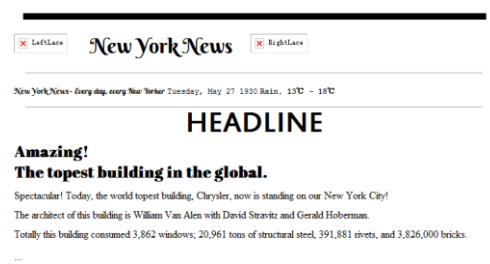 LeftLace
New York News
RightLace
New York News- Every day, every New Yorker Tuesday, May 27 1930 Rain, 13℃ - 18℃
HEADLINE
Amazing!
The topest building in the global.
Spectacular! Today, the world topest building, Chrysler, now is standing on our New York City!
The architect of this building is William Van Alen with David Stravitz and Gerald Hoberman.
Totally this building consumed 3,862 windows; 20,961 tons of structural steel, 391,881 rivets, and 3,826,000 bricks.
...